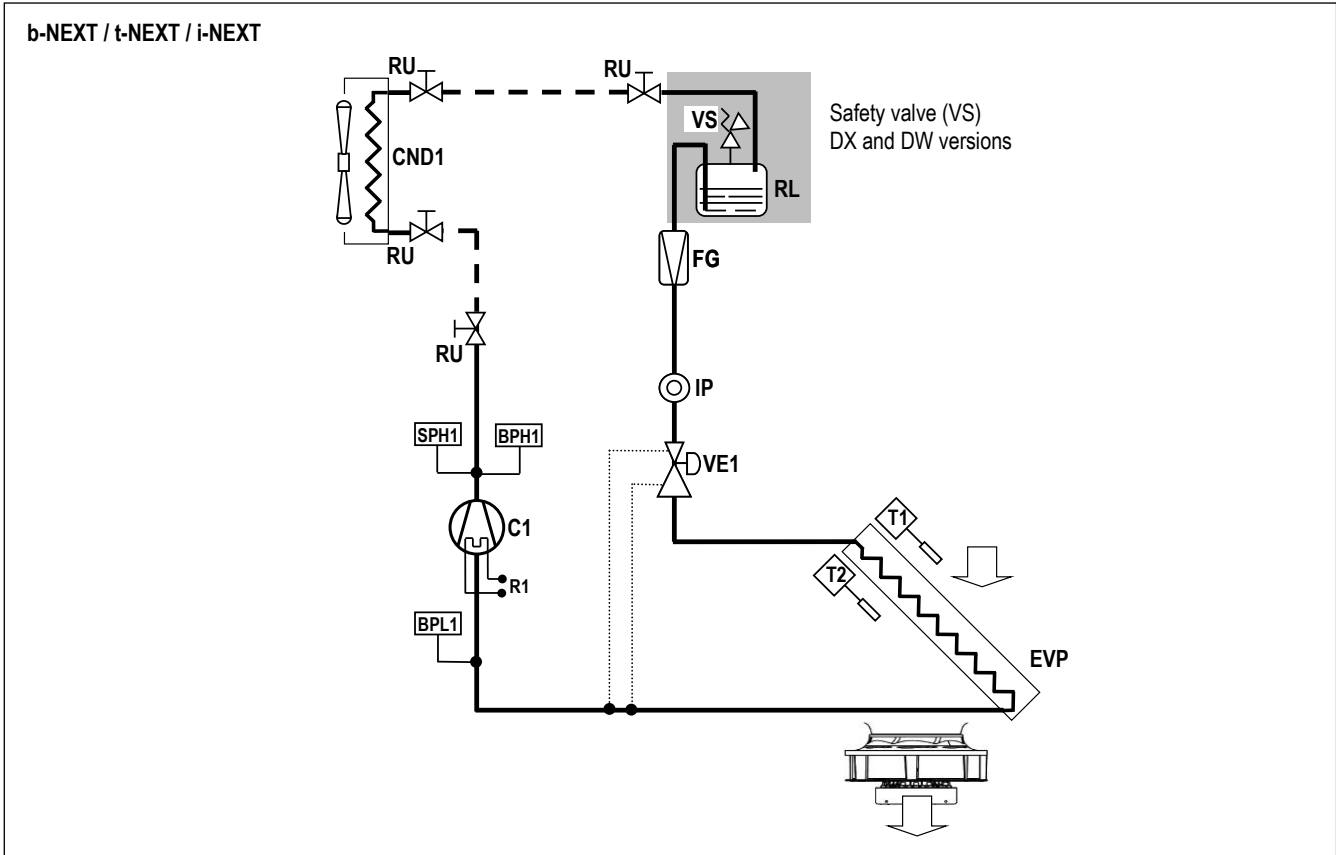 b-NEXT / t-NEXT / i-NEXT
RU
RU
VS
Safety valve (VS)
DX and DW versions
CND1
RL
RU
FG
RU
IP
SPH1
BPH1
VE1
C1
T1
T2
R1
BPL1
EVP